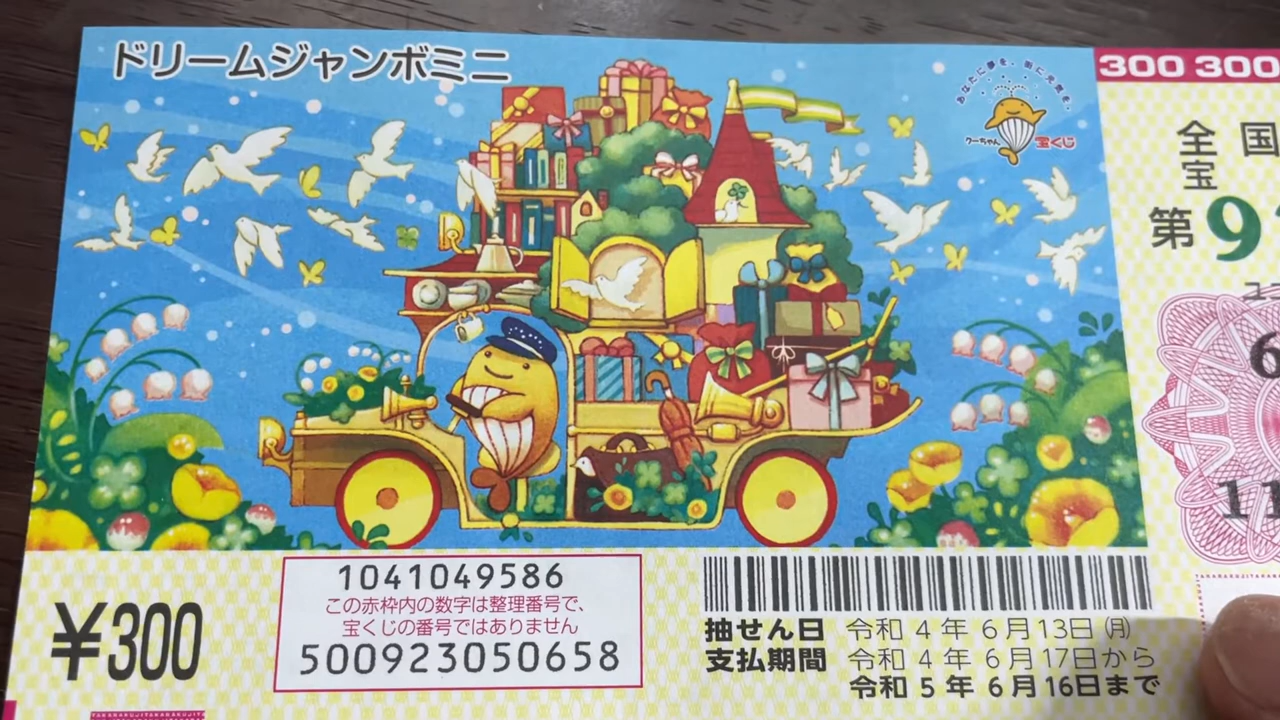 ドリームジャンボミニ
あなたに夢を、街に元気を。
クーちゃん 宝くじ
300 300
全国
宝
第9
6
11
¥300
1041049586
この赤枠内の数字は整理番号で、
宝くじの番号ではありません
500923050658
抽せん日 令和4年6月13日(月)
支払期間 令和4年6月17日から
令和5年6月16日まで